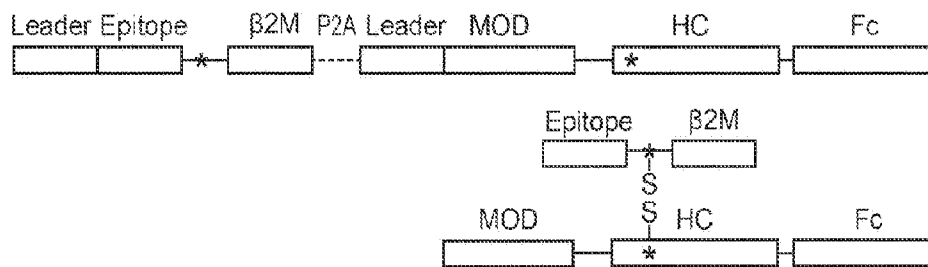 Leader Epitope β2M P2A Leader MOD HC Fc
* *
Epitope β2M
*
S
S
MOD HC Fc
*